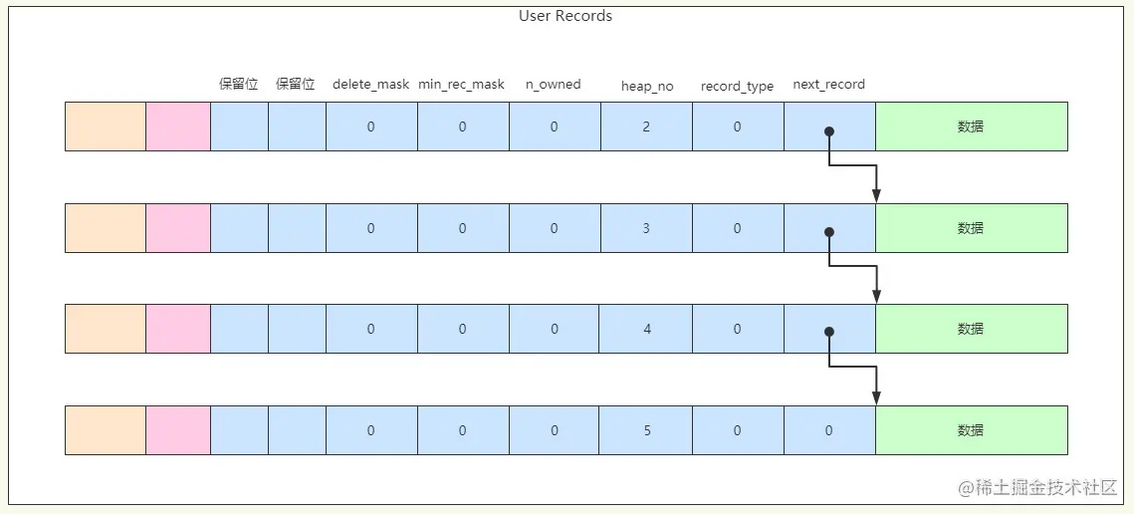 User Records
保留位 保留位 delete_mask min_rec_mask n_owned heap_no record_type next_record
0 0 0 2 0 数据
0 0 0 3 0 数据
0 0 0 4 0 数据
0 0 0 5 0 0 数据
@稀土掘金技术社区